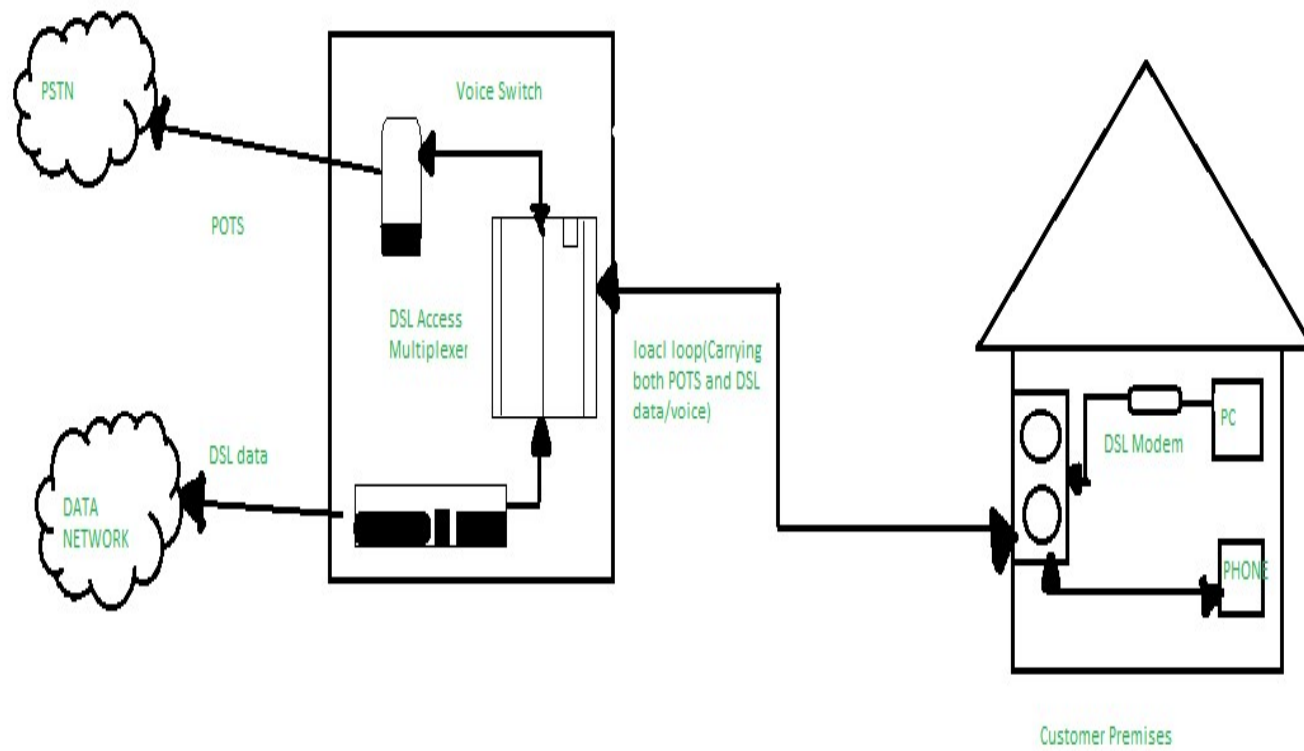 PSTN
Voice Switch
POTS
DSL Access
Multiplexer
loacl loop(Carrying
both POTS and DSL
data/voice)
DSL data
DATA
NETWORK
PC
DSL Modem
PHONE
Customer Premises